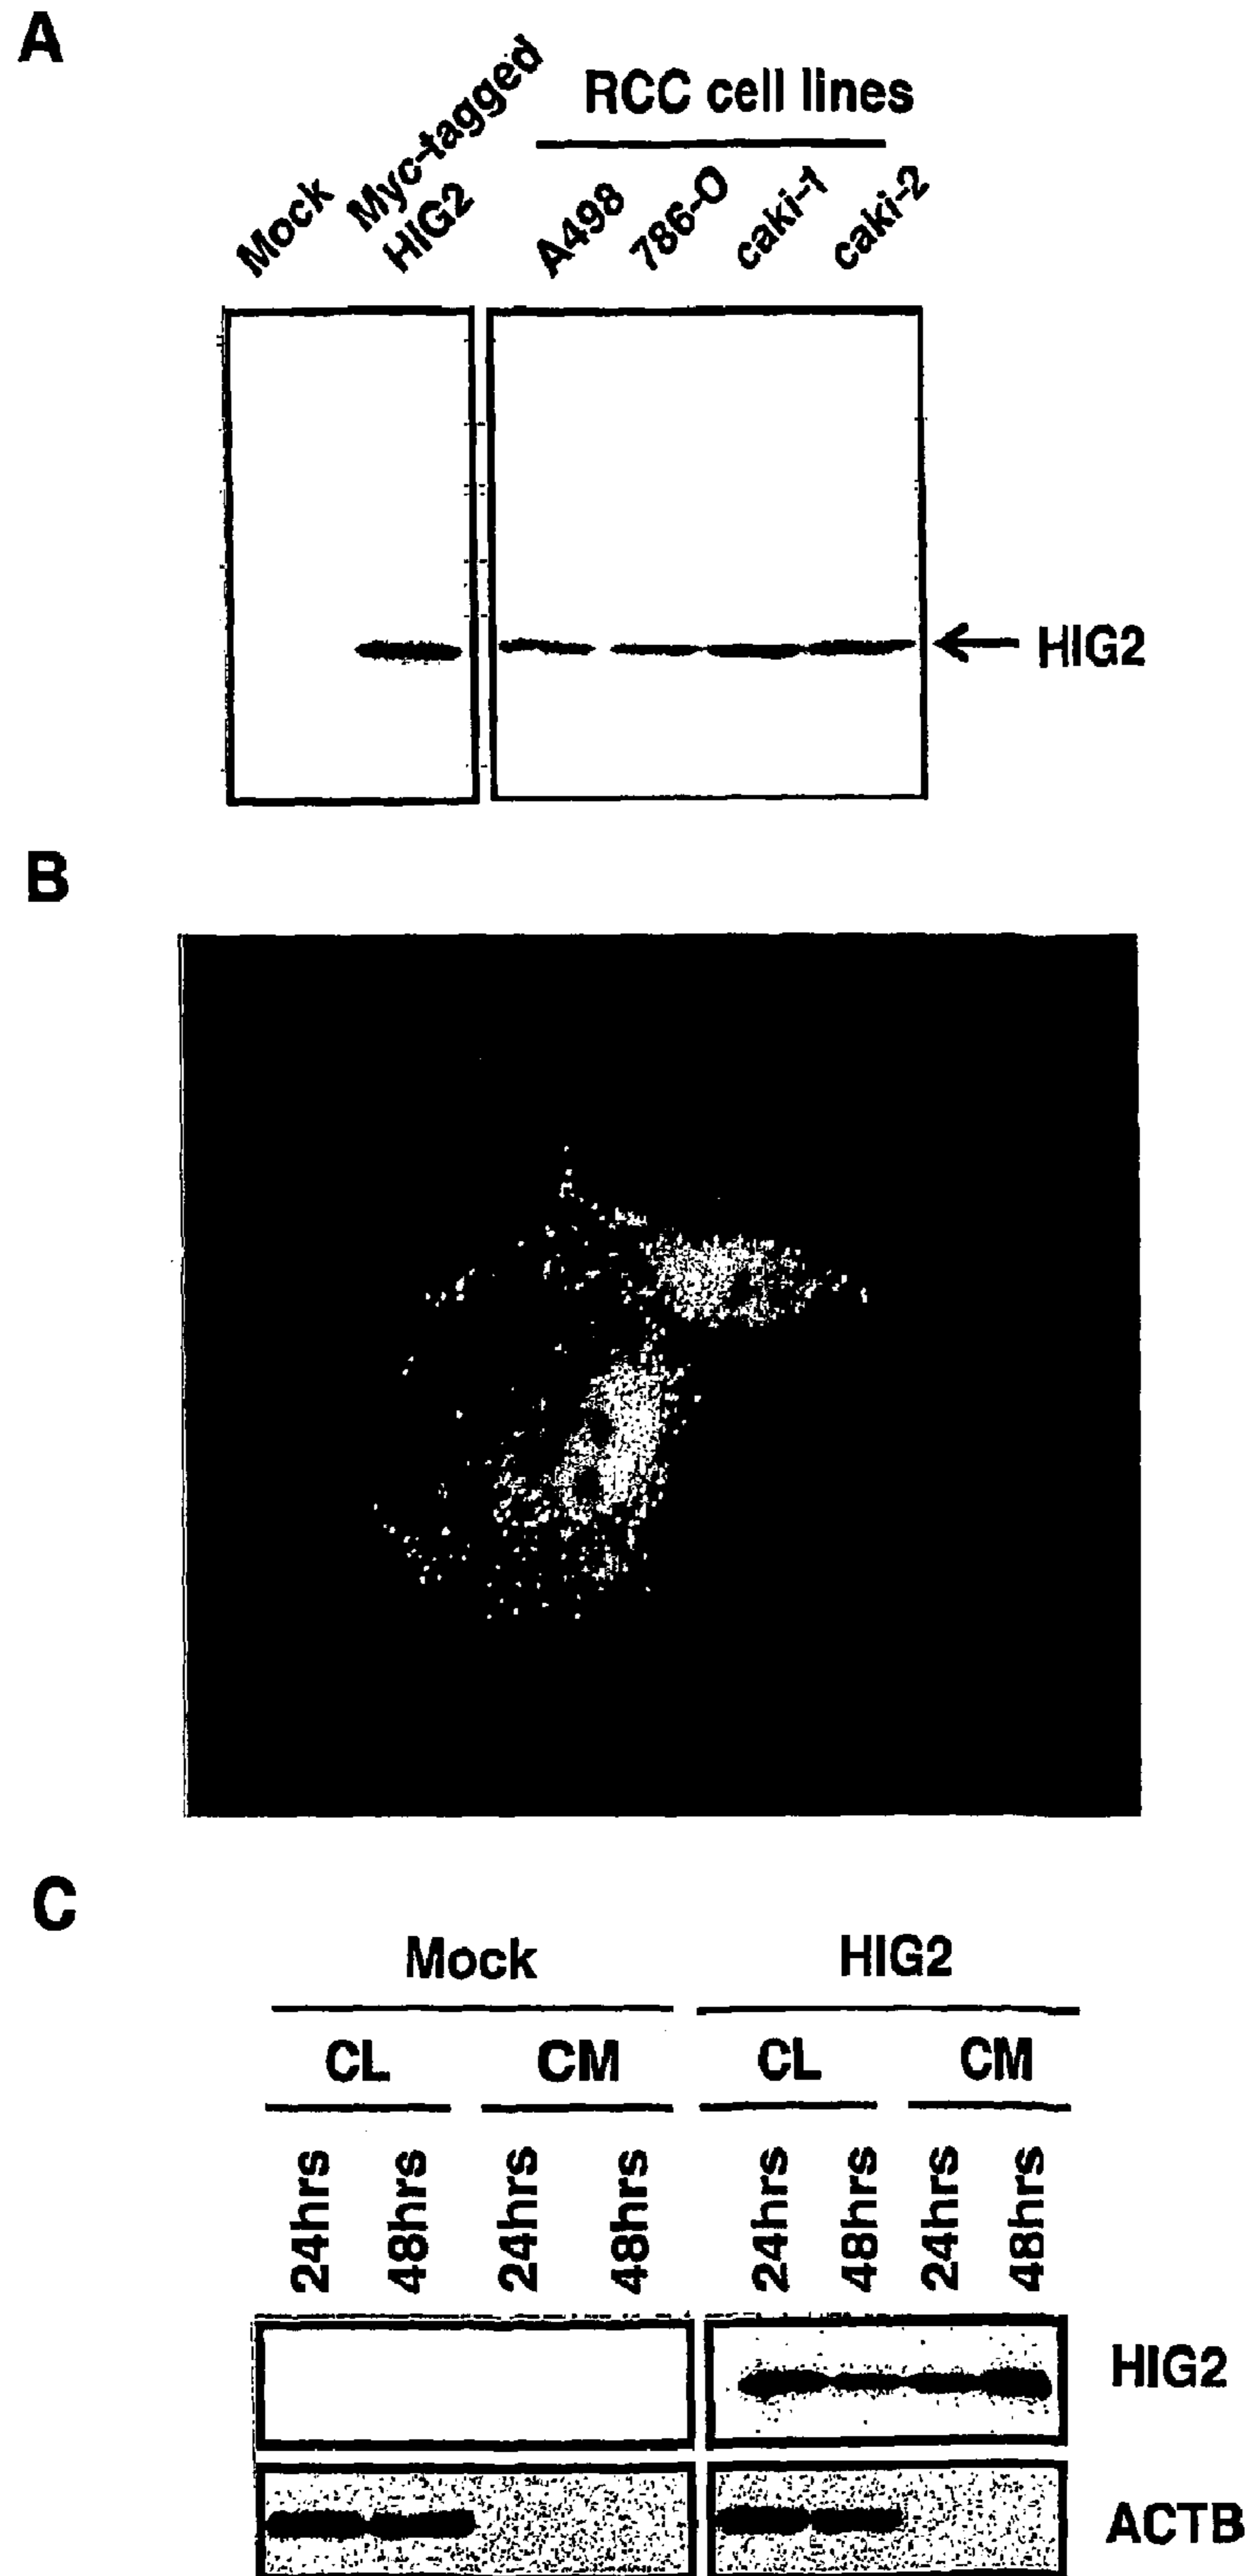 A
Mock
Myc-tagged
HIG2
RCC cell lines
A498
786-O
caki-1
caki-2
HIG2
B
C
Mock
HIG2
CL
CM
CL
CM
24hrs
48hrs
24hrs
48hrs
24hrs
48hrs
24hrs
48hrs
HIG2
ACTB